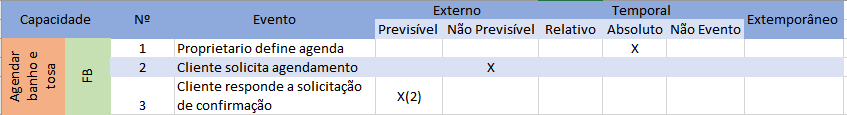 Capacidade Nº Evento Externo Temporal Extemporâneo
Previsível Não Previsível Relativo Absoluto Não Evento
Agendar banho e tosa
FB
1 Proprietario define agenda X
2 Cliente solicita agendamento X
3 Cliente responde a solicitação
de confirmação X(2)